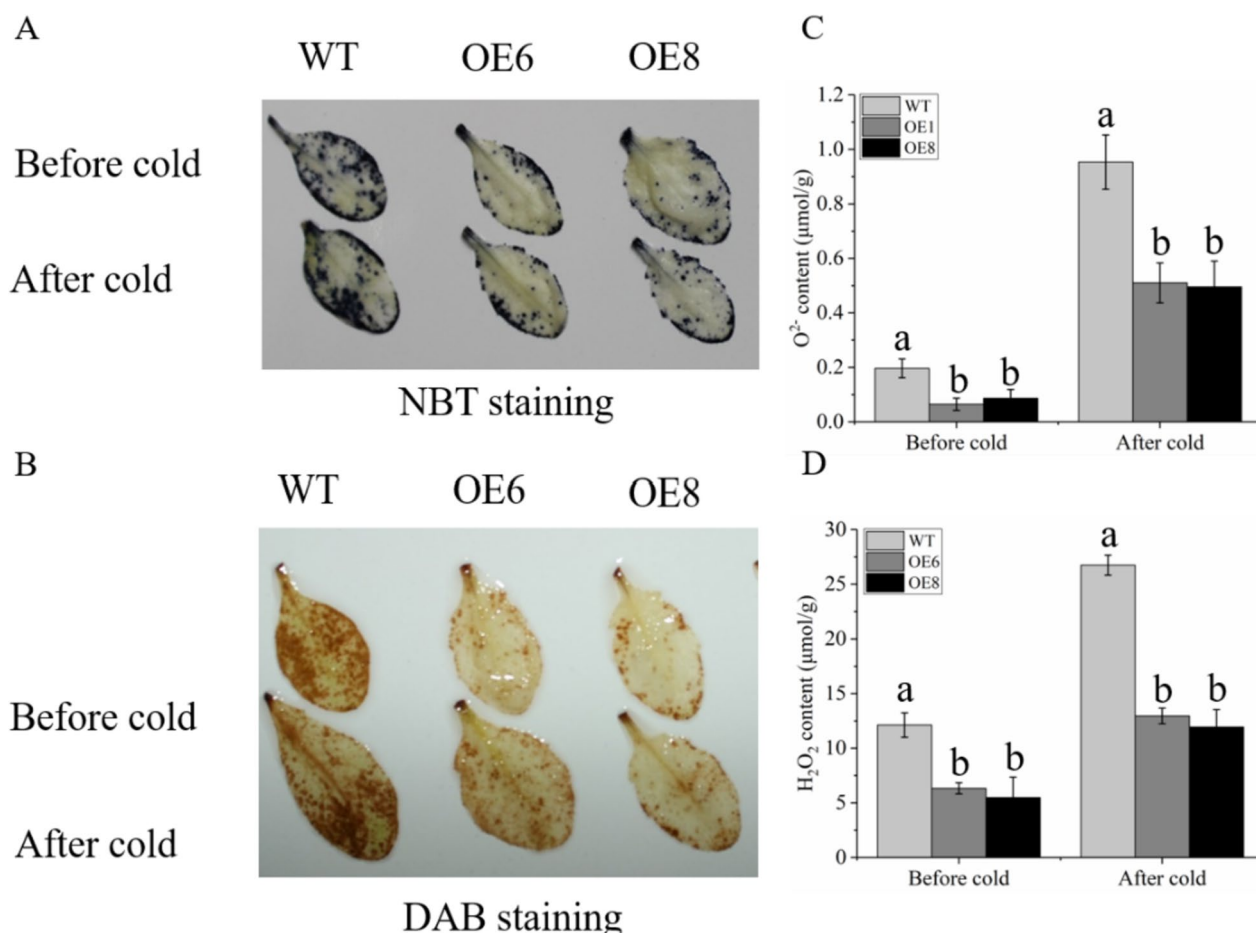 A
WT OE6 OE8
Before cold
After cold
NBT staining
B
WT OE6 OE8
Before cold
After cold
DAB staining
C
1.2
1.0
0.8
0.6
0.4
0.2
0.0
O²⁻ content (μmol/g)
WT
OE1
OE8
a
b
b
a
b
b
Before cold After cold
D
30
25
20
15
10
5
0
H₂O₂ content (μmol/g)
WT
OE6
OE8
a
b
b
a
b
b
Before cold After cold